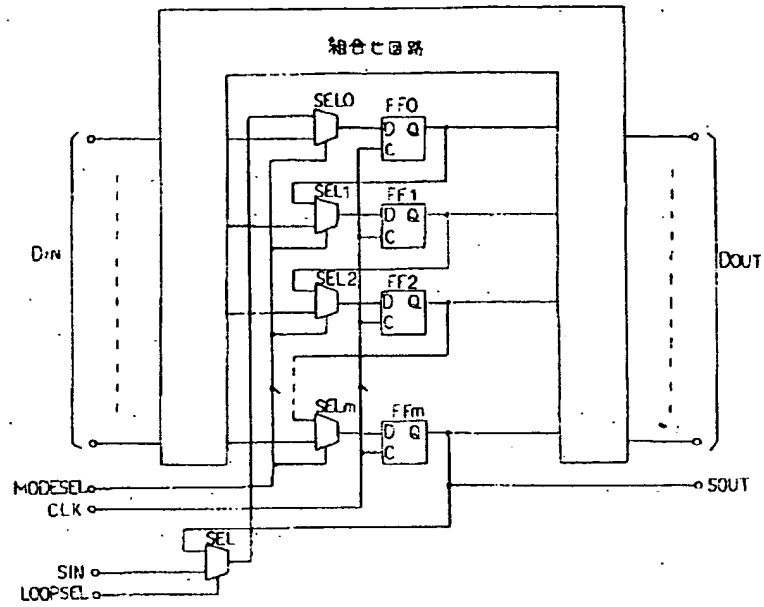 組合せ回路
SEL0
FF0
D Q
C
SEL1
FF1
D Q
C
DIN
DOUT
SEL2
FF2
D Q
C
SELm
FFm
D Q
C
MODESEL
SOUT
CLK
SEL
SIN
LOOPSEL